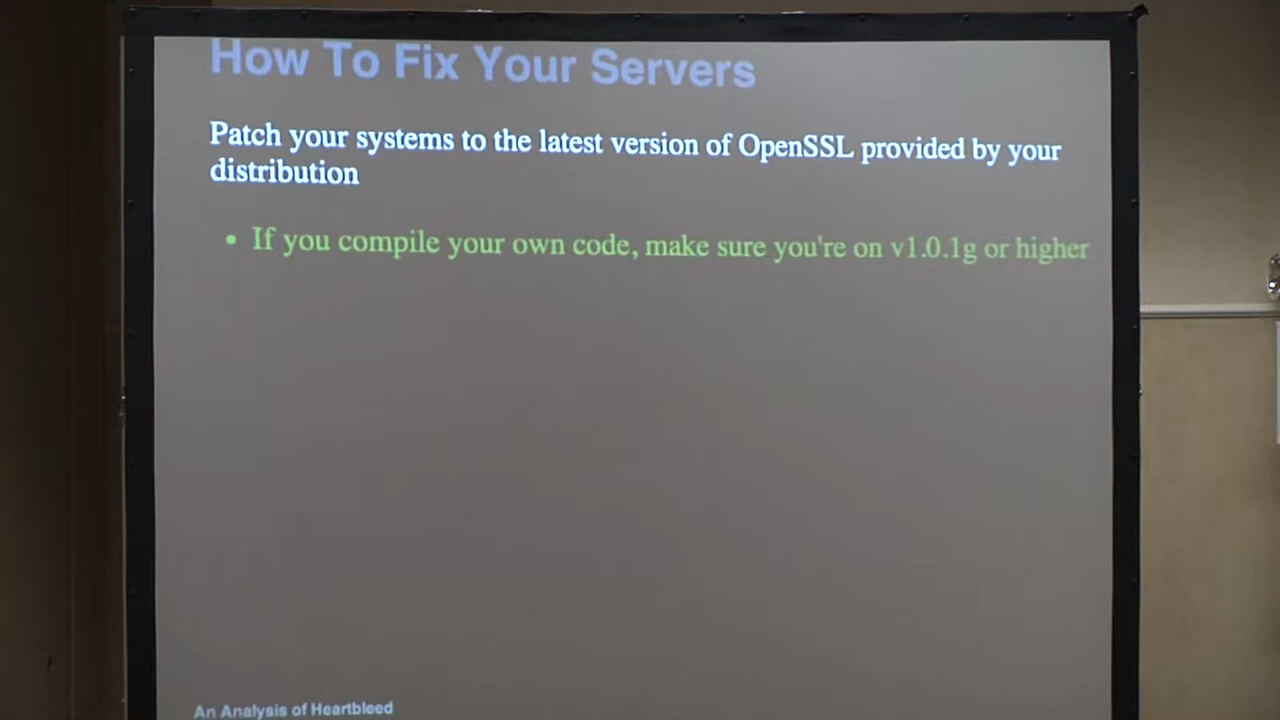 How To Fix Your Servers
Patch your systems to the latest version of OpenSSL provided by your
distribution
• If you compile your own code, make sure you're on v1.0.1g or higher
An Analysis of Heartbleed